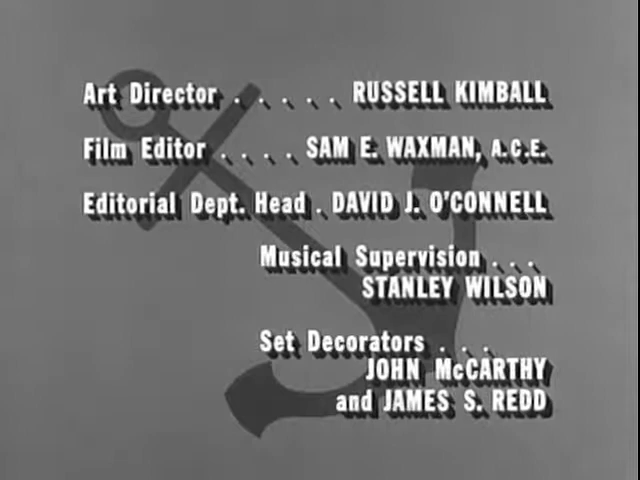 Art Director . . . . . RUSSELL KIMBALL
Film Editor . . . . SAM E. WAXMAN, A.C.E.
Editorial Dept. Head . DAVID J. O'CONNELL
Musical Supervision . . .
STANLEY WILSON
Set Decorators . . .
JOHN McCARTHY
and JAMES S. REDD